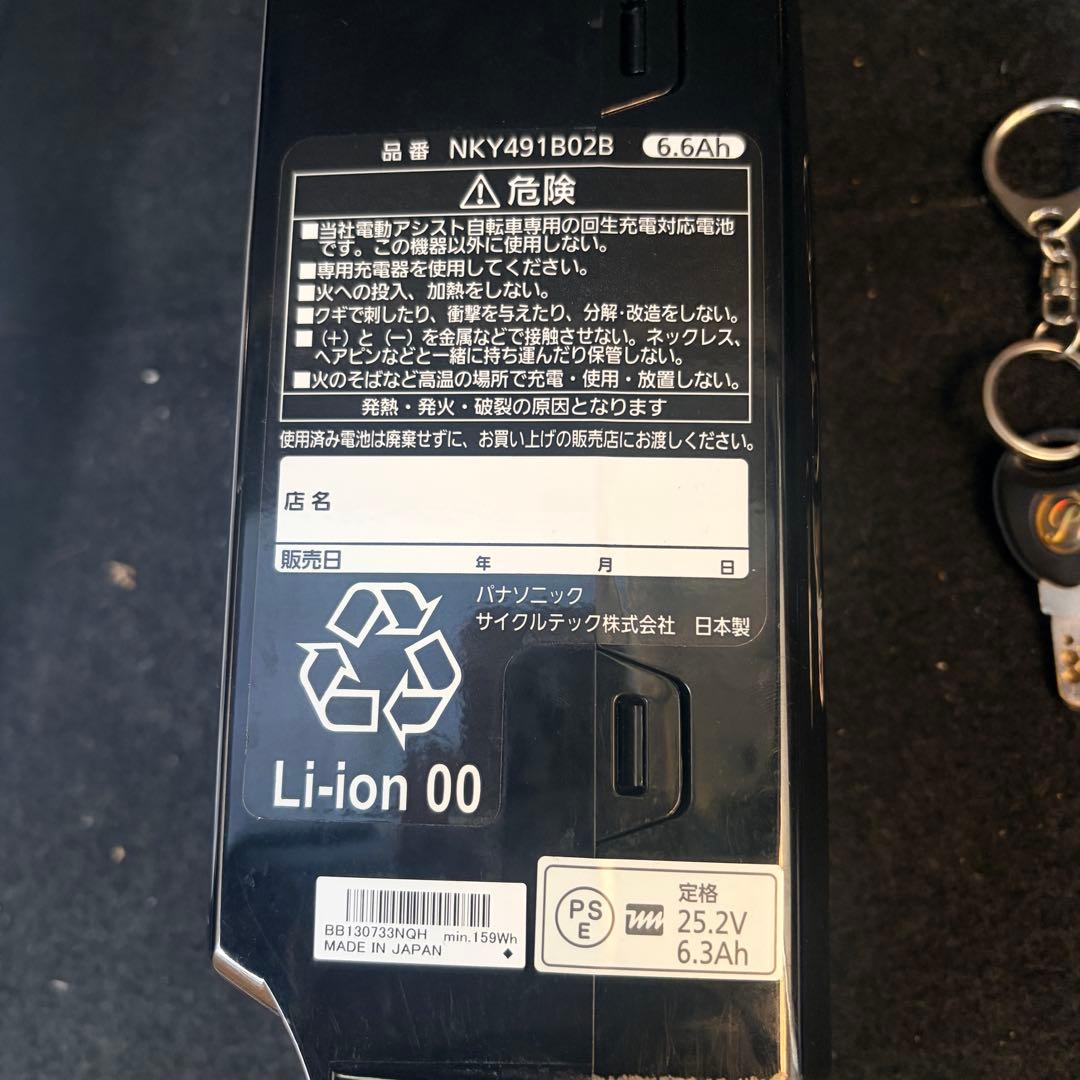 品番 NKY491B02B 6.6Ah
危険
■当社電動アシスト自転車専用の回生充電対応電池
です。この機器以外に使用しない。
■専用充電器を使用してください。
■火への投入、加熱をしない。
■クギで刺したり、衝撃を与えたり、分解・改造をしない。
■(+)と(−)を金属などで接触させない。ネックレス、
ヘアピンなどと一緒に持ち運んだり保管しない。
■火のそばなど高温の場所で充電・使用・放置しない。
発熱・発火・破裂の原因となります
使用済み電池は廃棄せずに、お買い上げの販売店にお渡しください。
店名
販売日 年 月 日
パナソニック
サイクルテック株式会社 日本製
Li-ion 00
BB130733NQH min.159Wh
MADE IN JAPAN
PS
E
定格
25.2V
6.3Ah